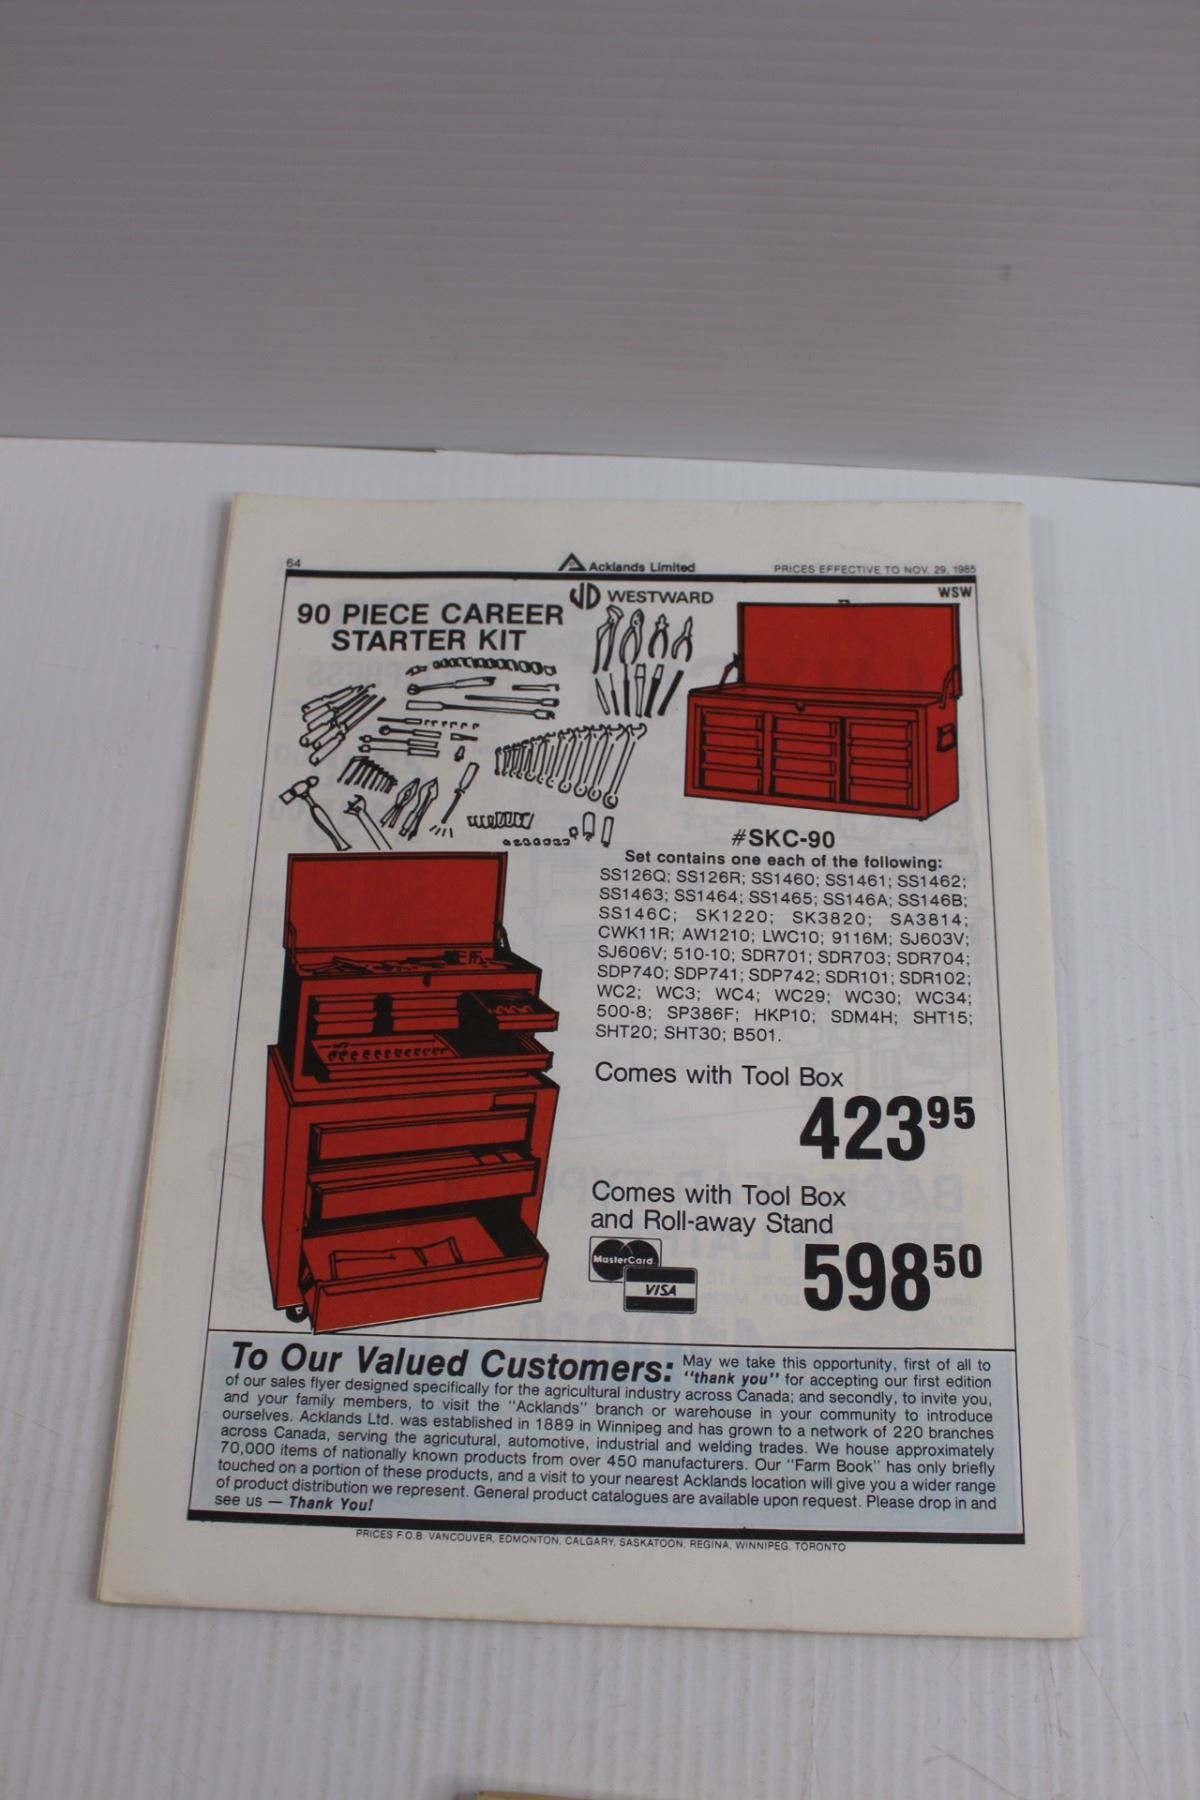 64
Acklands Limited
PRICES EFFECTIVE TO NOV. 29, 1985
WSW
90 PIECE CAREER
STARTER KIT
WESTWARD
#SKC-90
Set contains one each of the following:
SS126Q; SS126R; SS1460; SS1461; SS1462;
SS1463; SS1464; SS1465; SS146A; SS146B;
SS146C; SK1220; SK3820; SA3814;
CWK11R; AW1210; LWC10; 9116M; SJ603V;
SJ606V; 510-10; SDR701; SDR703; SDR704;
SDP740; SDP741; SDP742; SDR101; SDR102;
WC2; WC3; WC4; WC29; WC30; WC34;
500-8; SP386F; HKP10; SDM4H; SHT15;
SHT20; SHT30; B501.
Comes with Tool Box
423 95
Comes with Tool Box
and Roll-away Stand
598 50
MasterCard
VISA
To Our Valued Customers: May we take this opportunity, first of all to
"thank you" for accepting our first edition
of our sales flyer designed specifically for the agricultural industry across Canada; and secondly, to invite you,
and your family members, to visit the "Acklands" branch or warehouse in your community to introduce
ourselves. Acklands Ltd. was established in 1889 in Winnipeg and has grown to a network of 220 branches
across Canada, serving the agricutural, automotive, industrial and welding trades. We house approximately
70,000 items of nationally known products from over 450 manufacturers. Our "Farm Book" has only briefly
touched on a portion of these products, and a visit to your nearest Acklands location will give you a wider range
of product distribution we represent. General product catalogues are available upon request. Please drop in and
see us — Thank You!
PRICES F.O.B. VANCOUVER, EDMONTON, CALGARY, SASKATOON, REGINA, WINNIPEG, TORONTO